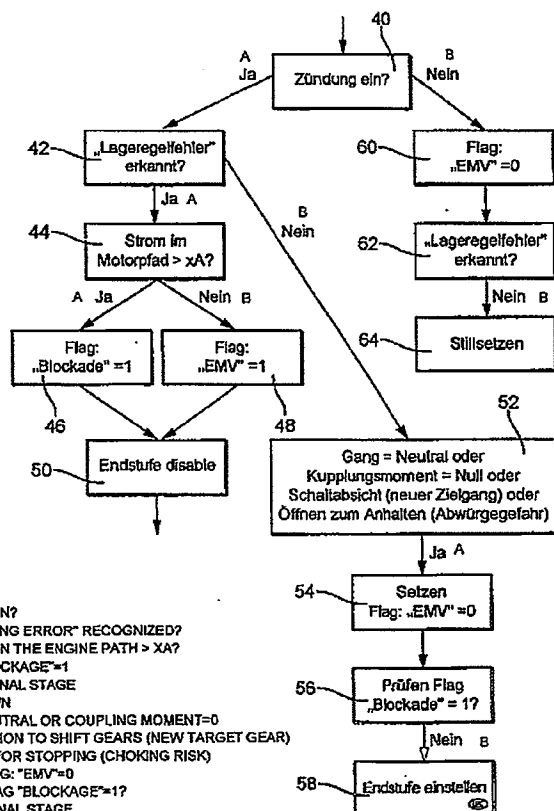 40
A
Ja
Zündung ein?
B
Nein
42
„Lageregelfehler"
erkannt?
60
Flag:
„EMV" =0
Ja A
B
Nein
44
Strom im
Motorpfad > xA?
62
„Lageregelfehler"
erkannt?
A Ja
Nein B
Nein B
Flag:
„Blockade" =1
Flag:
„EMV" =1
64
Stillsetzen
46
48
52
50
Endstufe disable
Gang = Neutral oder
Kupplungsmoment = Null oder
Schaltabsicht (neuer Zielgang) oder
Öffnen zum Anhalten (Abwürgegefahr)
Ja A
54
Setzen
Flag: „EMV" =0
56
Prüfen Flag
„Blockade" = 1?
Nein B
58
Endstufe einstellen
N?
NG ERROR" RECOGNIZED?
N THE ENGINE PATH > XA?
OCKAGE"=1
NAL STAGE
/N
UTRAL OR COUPLING MOMENT=0
ION TO SHIFT GEARS (NEW TARGET GEAR)
FOR STOPPING (CHOKING RISK)
G: "EMV"=0
AG "BLOCKAGE"=1?
NAL STAGE